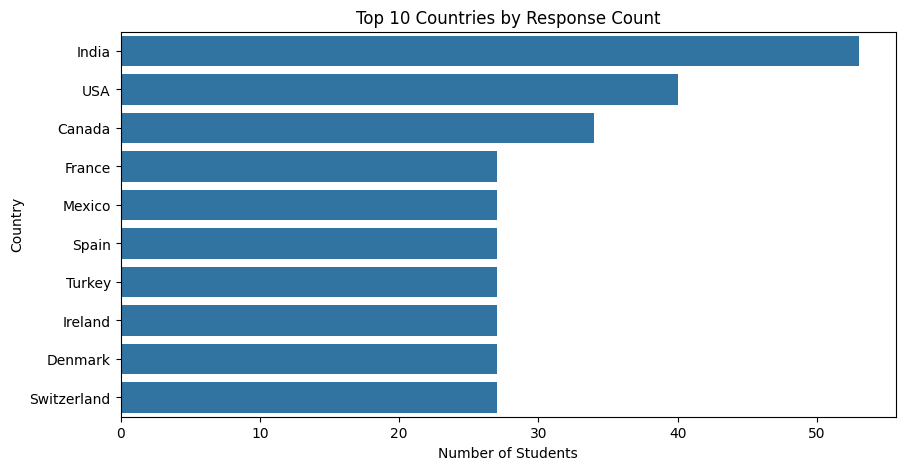 Top 10 Countries by Response Count
Country
India
USA
Canada
France
Mexico
Spain
Turkey
Ireland
Denmark
Switzerland
0 10 20 30 40 50
Number of Students